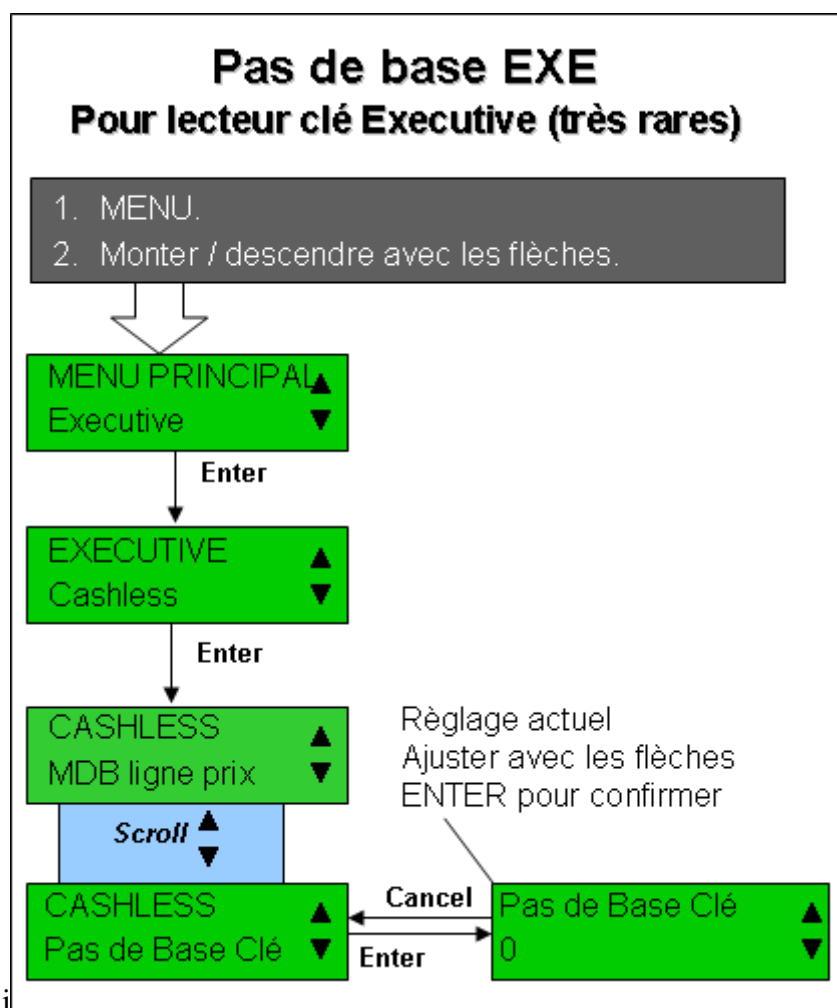 Pas de base EXE
Pour lecteur clé Executive (très rares)
1. MENU.
2. Monter / descendre avec les flèches.
MENU PRINCIPAL
Executive
Enter
EXECUTIVE
Cashless
Enter
CASHLESS
MDB ligne prix
Règlage actuel
Ajuster avec les flèches
ENTER pour confirmer
Scroll
CASHLESS
Pas de Base Clé
Cancel
Enter
Pas de Base Clé
0
i